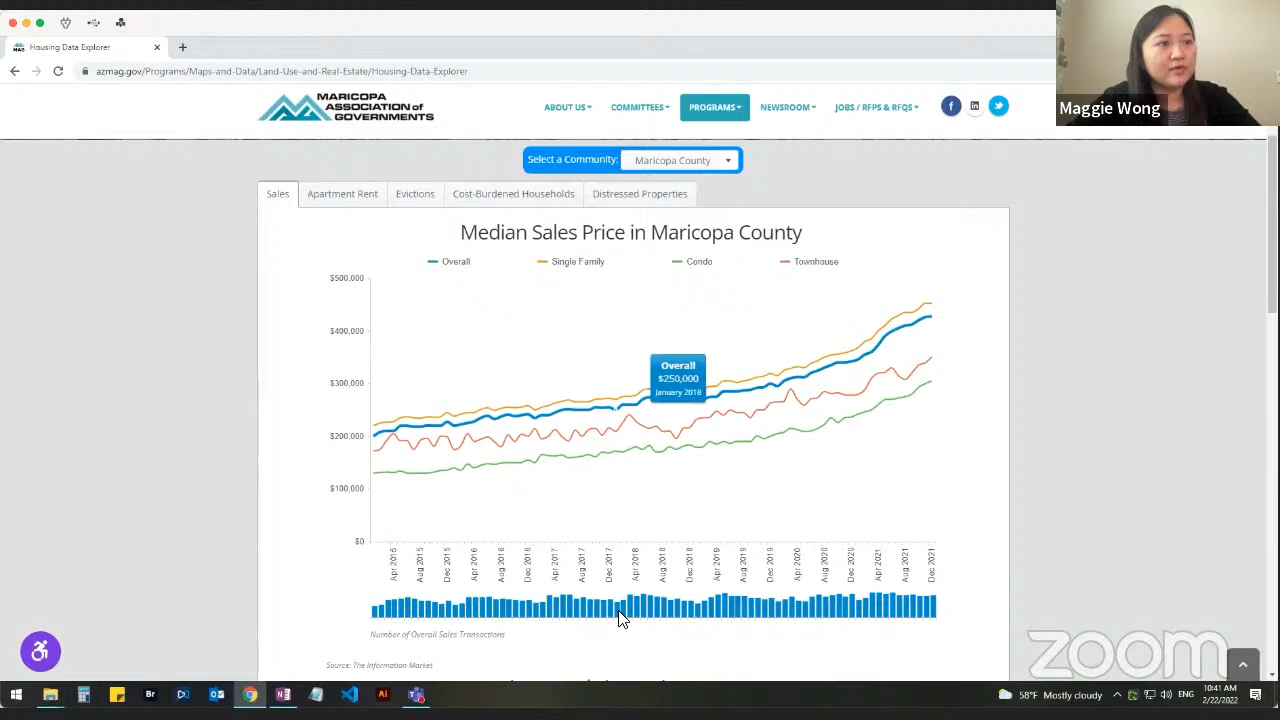 Housing Data Explorer
azmag.gov/Programs/Maps-and-Data/Land-Use-and-Real-Estate/Housing-Data-Explorer
Maggie Wong
MARICOPA
ASSOCIATION of
GOVERNMENTS
ABOUT US COMMITTEES PROGRAMS NEWSROOM JOBS / RFPS & RFQS
Select a Community: Maricopa County
Sales Apartment Rent Evictions Cost-Burdened Households Distressed Properties
Median Sales Price in Maricopa County
Overall Single Family Condo Townhouse
$500,000
$400,000
$300,000
$200,000
$100,000
$0
Overall
$250,000
January 2018
Apr 2015 Aug 2015 Dec 2015 Apr 2016 Aug 2016 Dec 2016 Apr 2017 Aug 2017 Dec 2017 Apr 2018 Aug 2018 Dec 2018 Apr 2019 Aug 2019 Dec 2019 Apr 2020 Aug 2020 Dec 2020 Apr 2021 Aug 2021 Dec 2021
Number of Overall Sales Transactions
Source: The Information Market
zoom
Br
Ai
58°F Mostly cloudy
ENG
10:41 AM
2/22/2022